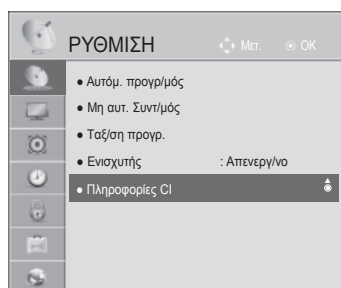 ΡΥΘΜΙΣΗ Μετ. OK
● Αυτόμ. προγρ/μός
● Μη αυτ. Συντ/μός
● Ταξ/ση προγρ.
● Ενισχυτής : Απενεργ/νο
● Πληροφορίες CI